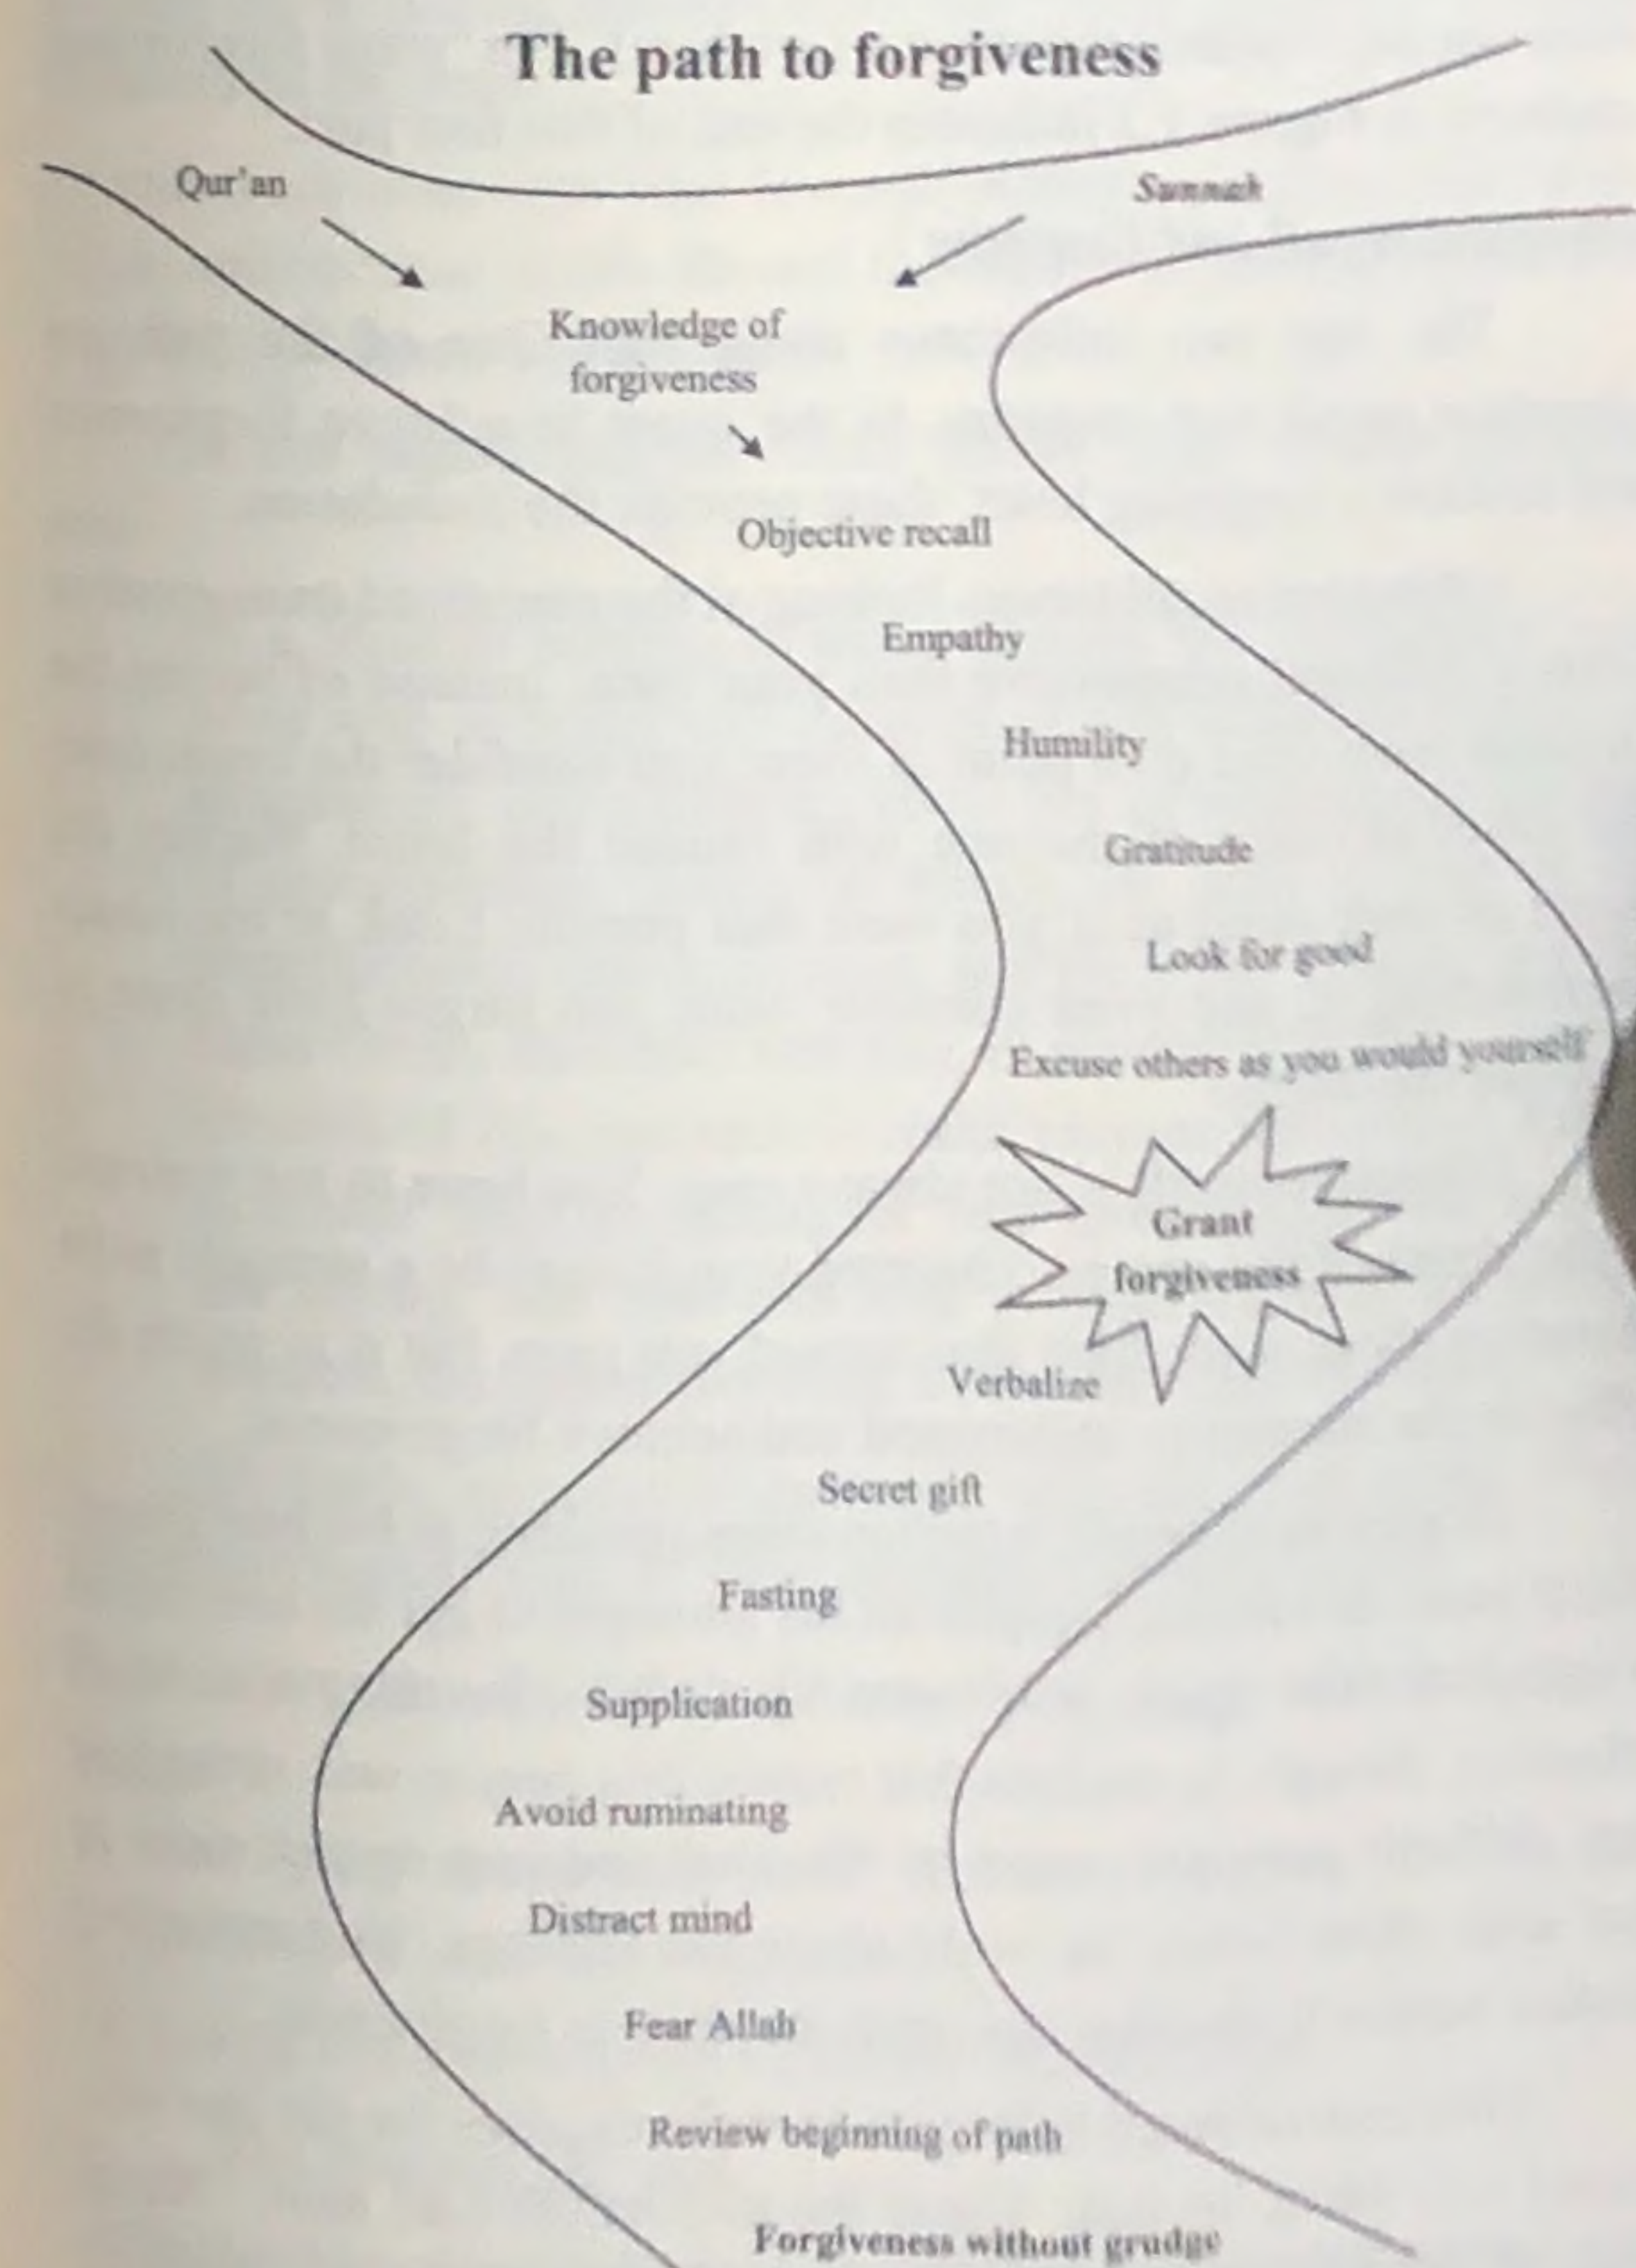 The path to forgiveness
Qur'an
Sunnah
Knowledge of
forgiveness
Objective recall
Empathy
Humility
Gratitude
Look for good
Excuse others as you would yourself
Grant
forgiveness
Verbalize
Secret gift
Fasting
Supplication
Avoid ruminating
Distract mind
Fear Allah
Review beginning of path
Forgiveness without grudge